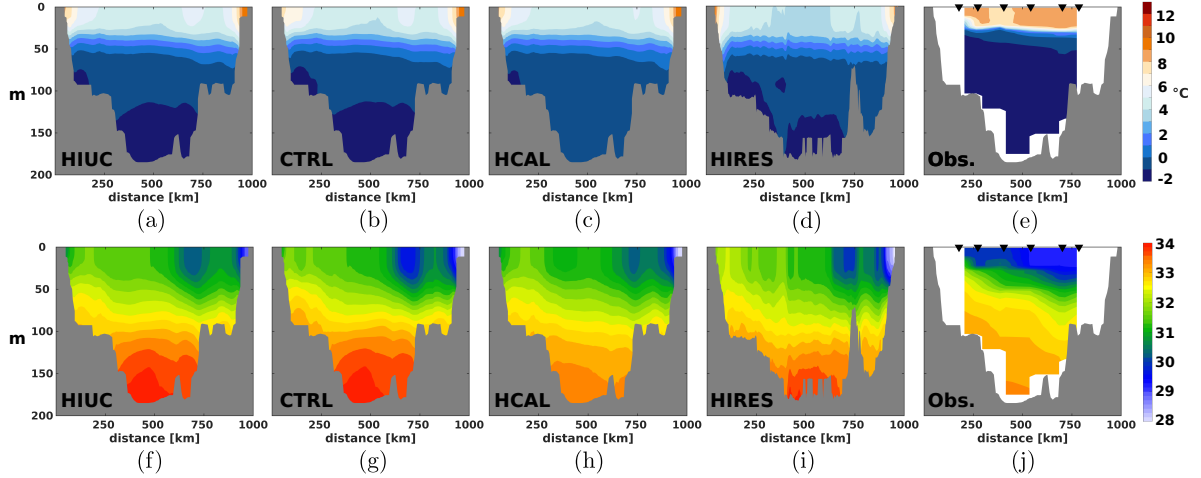 0
50
100
150
200
m
HIUC
CTRL
HCAL
HIRES
Obs.
250 500 750 1000
250 500 750 1000
250 500 750 1000
250 500 750 1000
250 500 750 1000
distance [km]
distance [km]
distance [km]
distance [km]
distance [km]
12
10
8
6
4
2
0
-2
°C
(a)
(b)
(c)
(d)
(e)
0
50
100
150
200
m
HIUC
CTRL
HCAL
HIRES
Obs.
250 500 750 1000
250 500 750 1000
250 500 750 1000
250 500 750 1000
250 500 750 1000
distance [km]
distance [km]
distance [km]
distance [km]
distance [km]
34
33
32
31
30
29
28
(f)
(g)
(h)
(i)
(j)